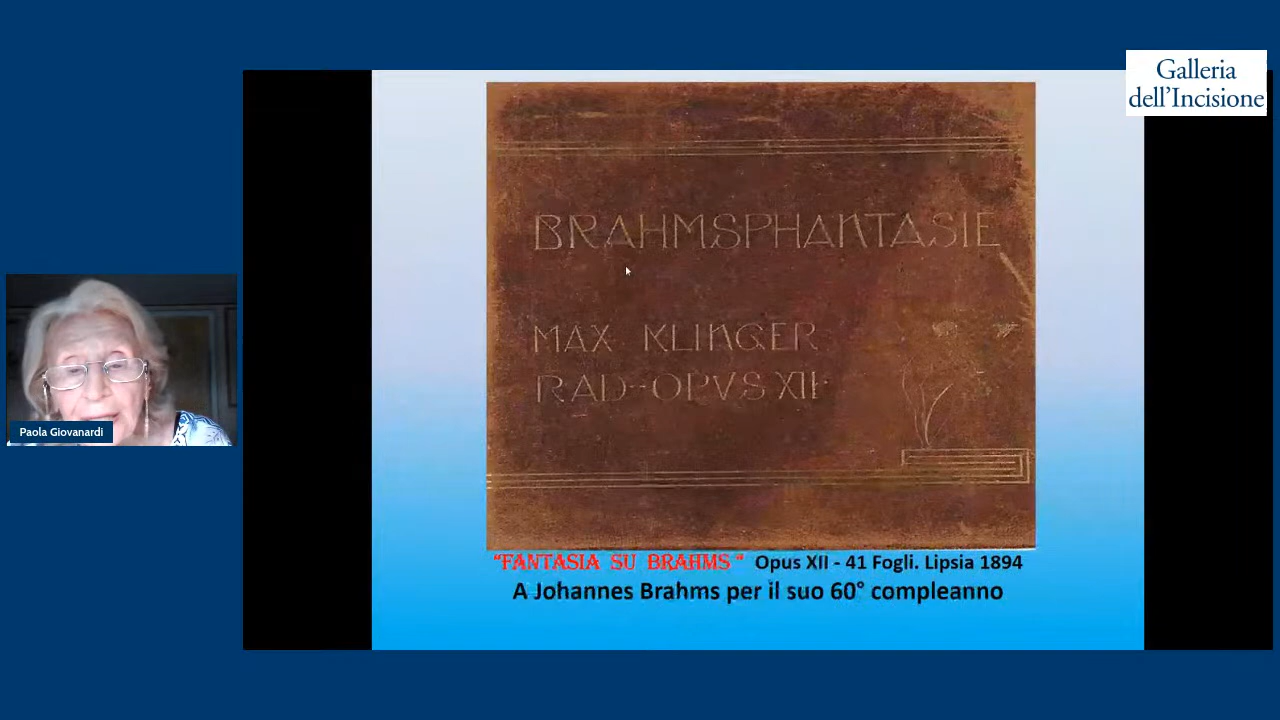 Galleria
dell'Incisione
BRAHMSPHANTASIE
MAX KLINGER
RAD-OPVS XII
Paola Giovanardi
"FANTASIA SU BRAHMS " Opus XII - 41 Fogli. Lipsia 1894
A Johannes Brahms per il suo 60° compleanno